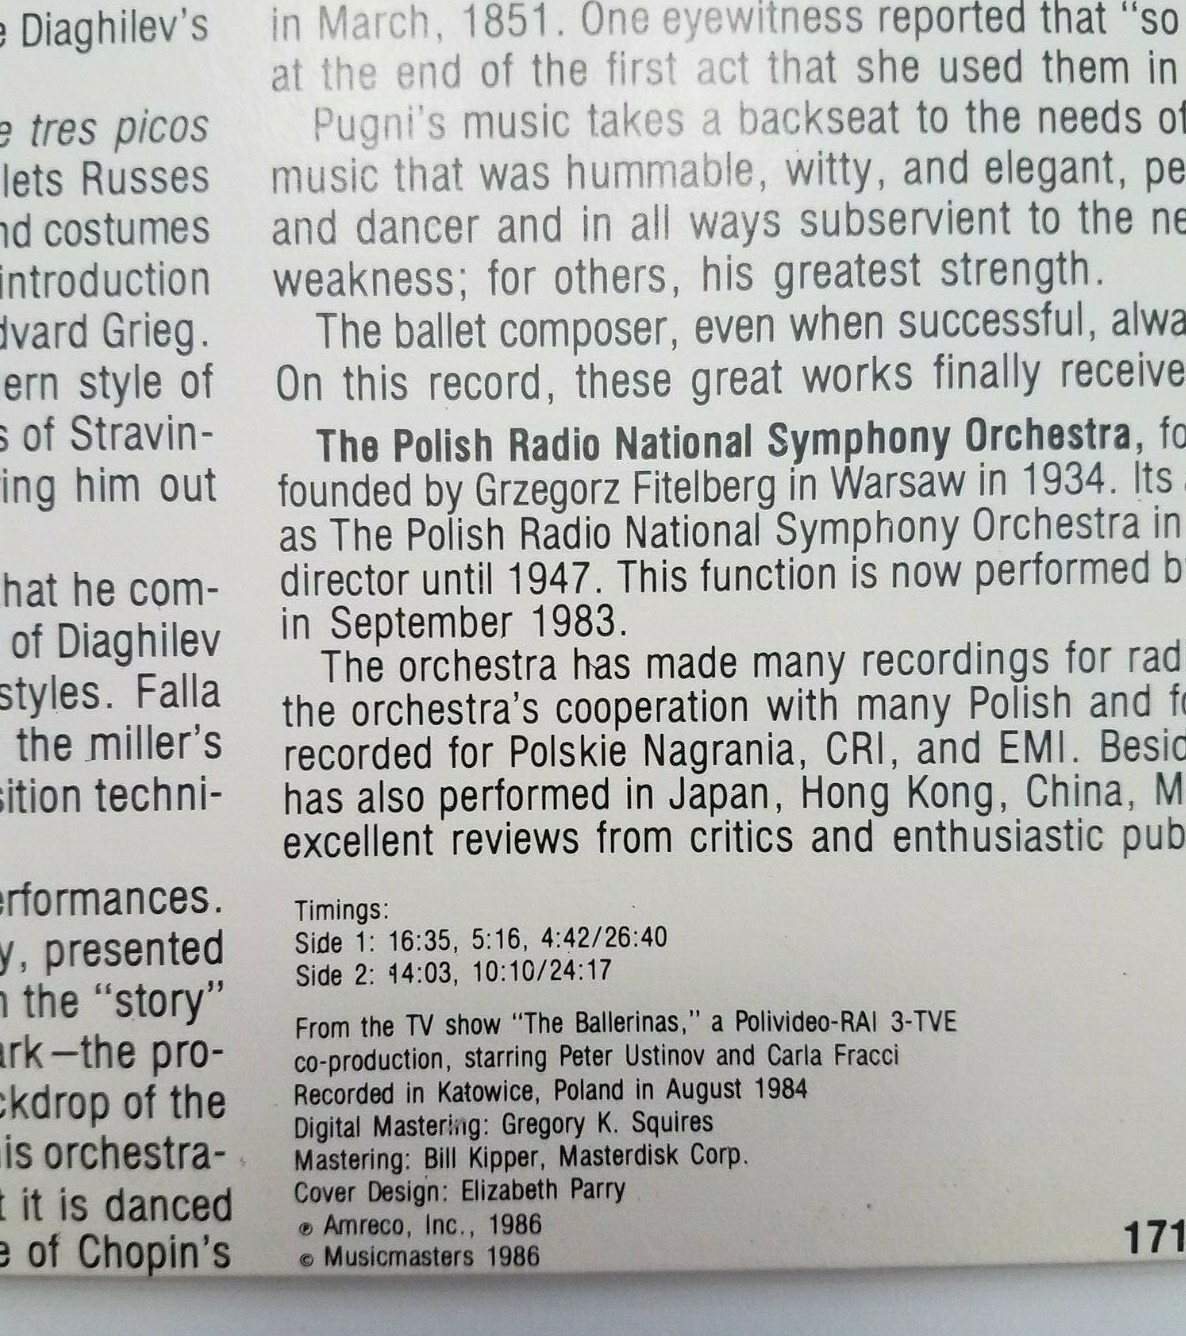 Diaghilev's
tres picos
lets Russes
costumes
introduction
dvard Grieg.
ern style of
s of Stravin-
ring him out
that he com-
of Diaghilev
styles. Falla
the miller's
sition techni-
erformances.
y, presented
the "story"
ark—the pro-
ckdrop of the
is orchestra-
t it is danced
e of Chopin's
in March, 1851. One eyewitness reported that "so
at the end of the first act that she used them in
Pugni's music takes a backseat to the needs of
music that was hummable, witty, and elegant, pe
and dancer and in all ways subservient to the ne
weakness; for others, his greatest strength.
The ballet composer, even when successful, alwa
On this record, these great works finally receive
The Polish Radio National Symphony Orchestra, fo
founded by Grzegorz Fitelberg in Warsaw in 1934. Its
as The Polish Radio National Symphony Orchestra in
director until 1947. This function is now performed b
in September 1983.
The orchestra has made many recordings for rad
the orchestra's cooperation with many Polish and fo
recorded for Polskie Nagrania, CRI, and EMI. Besid
has also performed in Japan, Hong Kong, China, M
excellent reviews from critics and enthusiastic pub
Timings:
Side 1: 16:35, 5:16, 4:42/26:40
Side 2: 14:03, 10:10/24:17
From the TV show "The Ballerinas," a Polivideo-RAI 3-TVE
co-production, starring Peter Ustinov and Carla Fracci
Recorded in Katowice, Poland in August 1984
Digital Mastering: Gregory K. Squires
Mastering: Bill Kipper, Masterdisk Corp.
Cover Design: Elizabeth Parry
℗ Amreco, Inc., 1986
© Musicmasters 1986
171